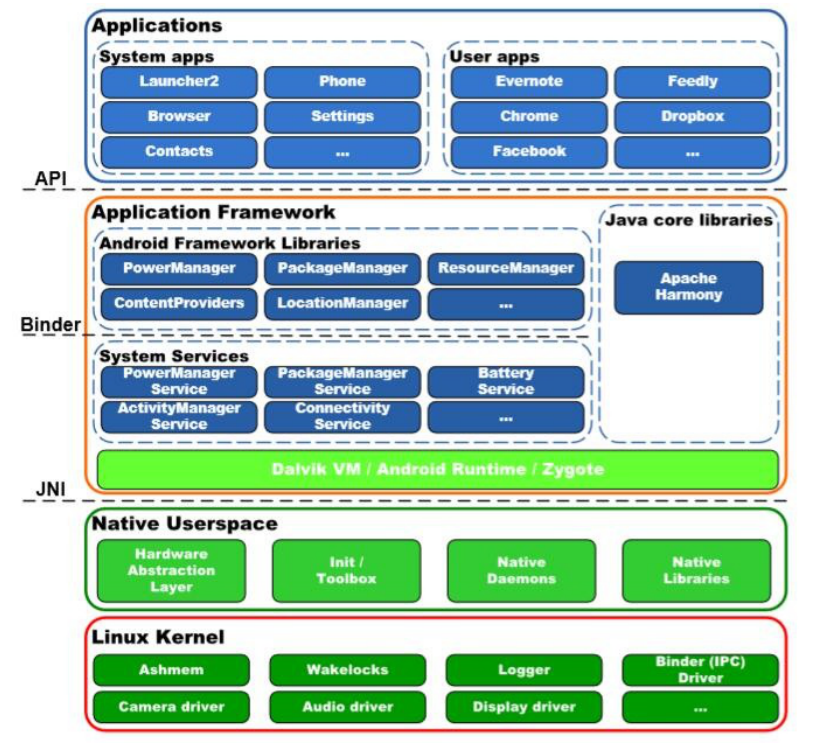 Applications
System apps
User apps
Launcher2
Phone
Evernote
Feedly
Browser
Settings
Chrome
Dropbox
Contacts
...
Facebook
...
API
Application Framework
Java core libraries
Android Framework Libraries
PowerManager
PackageManager
ResourceManager
Apache
Harmony
ContentProviders
LocationManager
...
Binder
System Services
PowerManager
Service
PackageManager
Service
Battery
Service
ActivityManager
Service
Connectivity
Service
...
Dalvik VM / Android Runtime / Zygote
JNI
Native Userspace
Hardware
Abstraction
Layer
Init /
Toolbox
Native
Daemons
Native
Libraries
Linux Kernel
Ashmem
Wakelocks
Logger
Binder (IPC)
Driver
Camera driver
Audio driver
Display driver
...